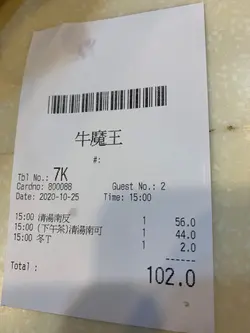 牛魔王
#:
Tbl No.: 7K
Cardno: 800088 Guest No.: 2
Date: 2020-10-25 Time: 15:00
15:00 清湯南反 1 56.0
15:00 (下午茶)清湯南可 1 44.0
15:00 冬T 1 2.0
Total : 102.0